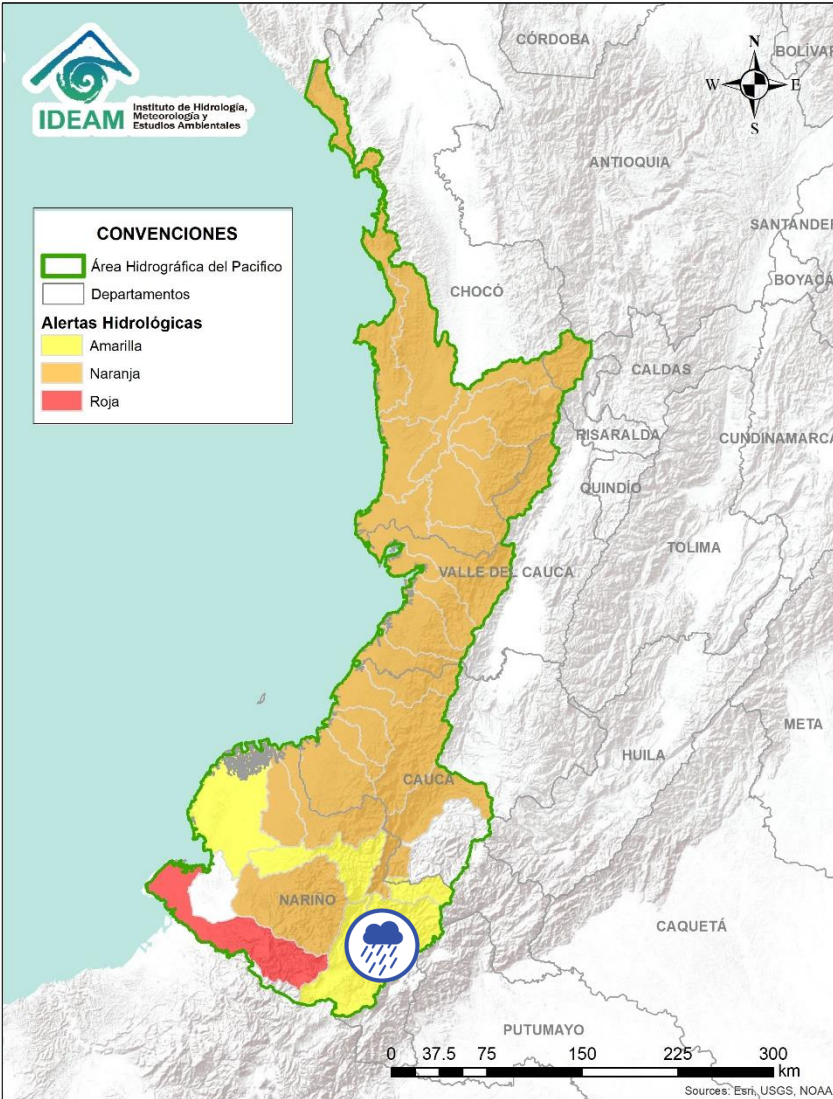 IDEAM
Instituto de Hidrología,
Meteorología y
Estudios Ambientales
CONVENCIONES
Área Hidrográfica del Pacifico
Departamentos
Alertas Hidrológicas
Amarilla
Naranja
Roja
N
W
E
S
CÓRDOBA
BOLÍVAR
ANTIOQUIA
SANTANDER
BOYACÁ
CHOCÓ
CALDAS
RISARALDA
CUNDINAMARCA
QUINDÍO
TOLIMA
VALLE DEL CAUCA
META
HUILA
CAUCA
NARIÑO
CAQUETÁ
PUTUMAYO
0 37.5 75 150 225 300
km
Sources: Esri, USGS, NOAA